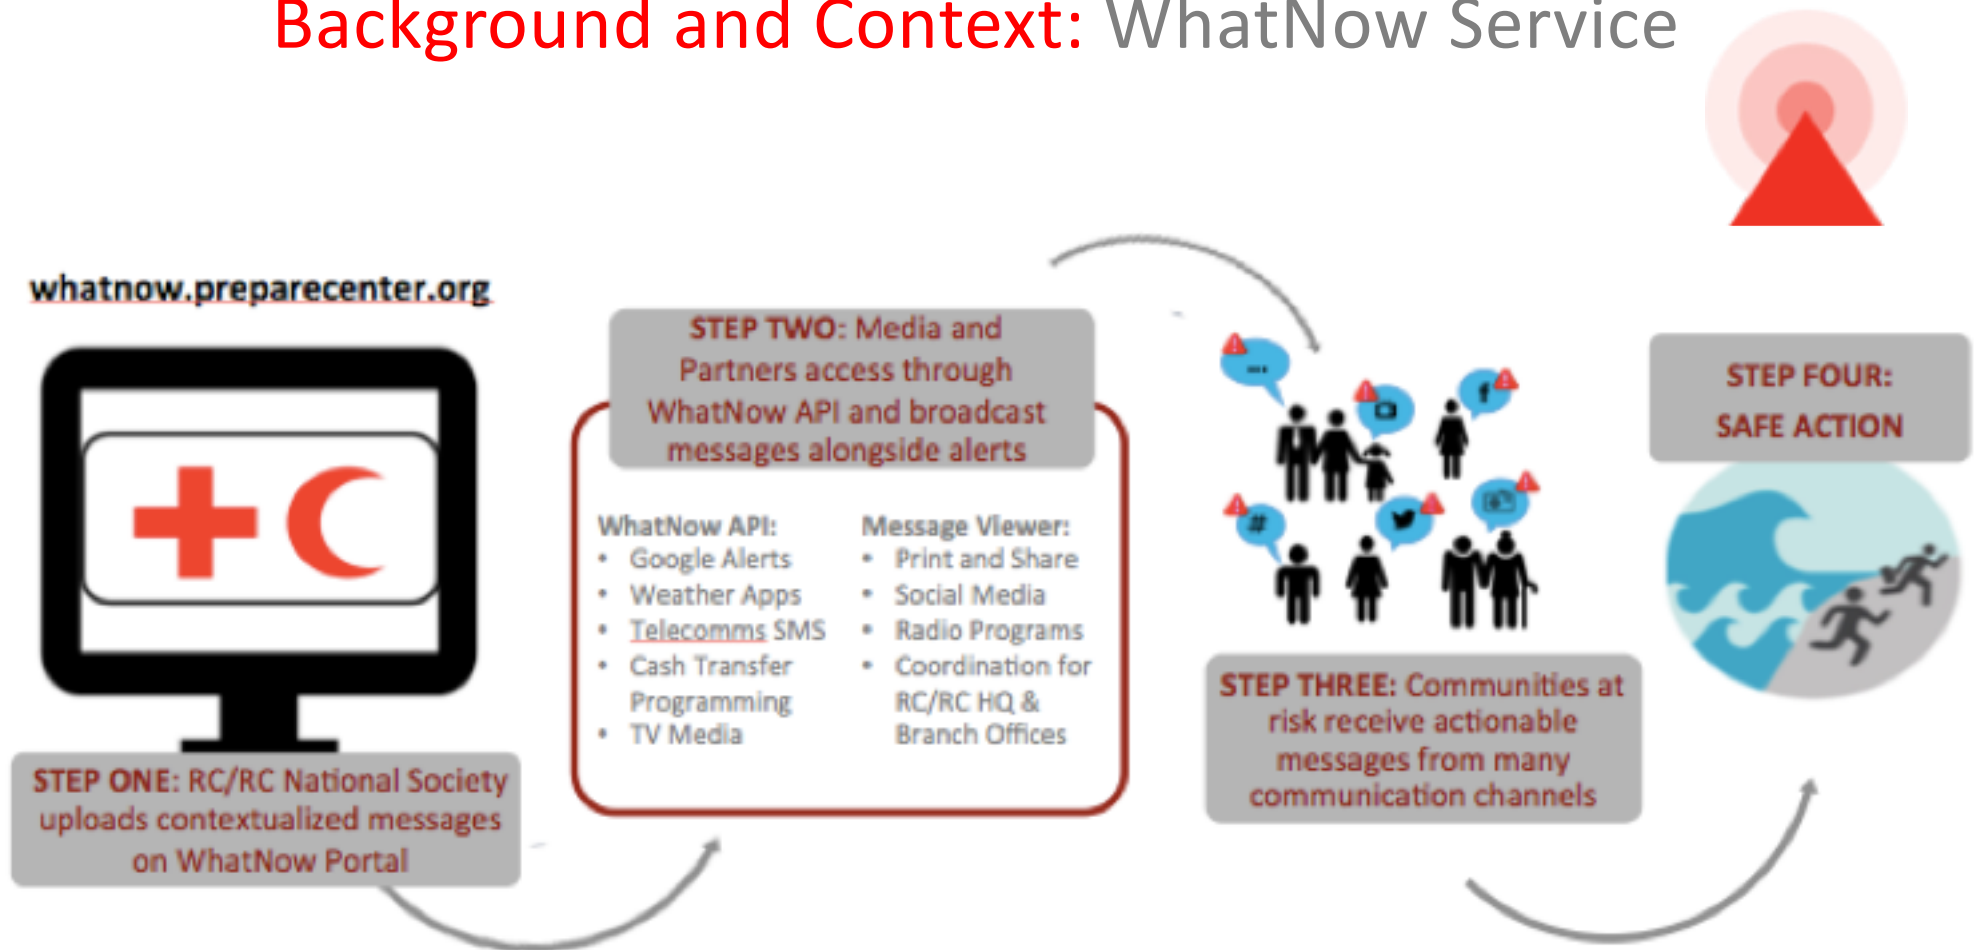 Background and Context: WhatNow Service
whatnow.preparecenter.org
STEP ONE: RC/RC National Society
uploads contextualized messages
on WhatNow Portal
STEP TWO: Media and
Partners access through
WhatNow API and broadcast
messages alongside alerts
WhatNow API:
• Google Alerts
• Weather Apps
• Telecomms SMS
• Cash Transfer
Programming
• TV Media
Message Viewer:
• Print and Share
• Social Media
• Radio Programs
• Coordination for
RC/RC HQ &
Branch Offices
...
f
#
STEP THREE: Communities at
risk receive actionable
messages from many
communication channels
STEP FOUR:
SAFE ACTION